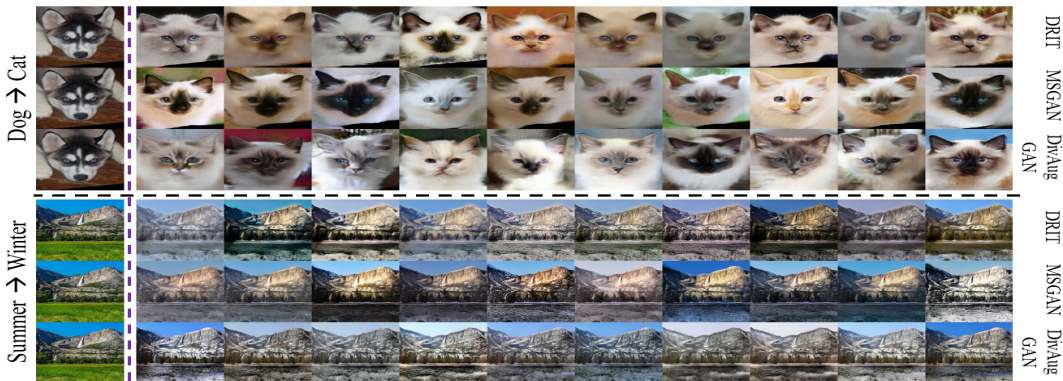 Dog → Cat
DRIT
MSGAN
DivAug
GAN
Summer → Winter
DRIT
MSGAN
DivAug
GAN